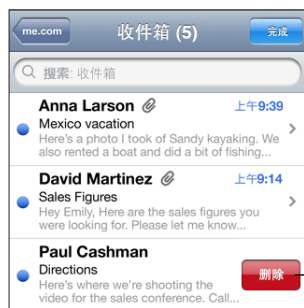 me.com
收件箱 (5)
完成
搜索: 收件箱
Anna Larson
上午9:39
Mexico vacation
Here's a photo I took of Sandy kayaking. We
also rented a boat and did a bit of fishing...
David Martinez
上午9:14
Sales Figures
Hey Emily, Here are the sales figures you
were looking for. Please let me know...
Paul Cashman
Directions
Here's where we're shooting the
video for the sales conference. Call...
删除